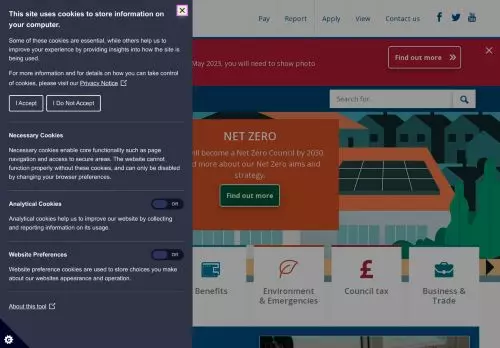 This site uses cookies to store information on
your computer.
Some of these cookies are essential, while others help us to
improve your experience by providing insights into how the site is
being used.
For more information and for details on how you can take control
of cookies, please visit our Privacy Notice
I Accept
I Do Not Accept
Necessary Cookies
Necessary cookies enable core functionality such as page
navigation and access to secure areas. The website cannot
function properly without these cookies, and can only be disabled
by changing your browser preferences.
Analytical Cookies
Off
Analytical cookies help us to improve our website by collecting
and reporting information on its usage.
Website Preferences
Off
Website preference cookies are used to store choices you make
about our websites appearance and operation.
About this tool
Pay
Report
Apply
View
Contact us
May 2023, you will need to show photo
Find out more
Search for...
NET ZERO
will become a Net Zero Council by 2030.
more about our Net Zero aims and
strategy.
Find out more
Benefits
Environment
& Emergencies
Council tax
Business &
Trade